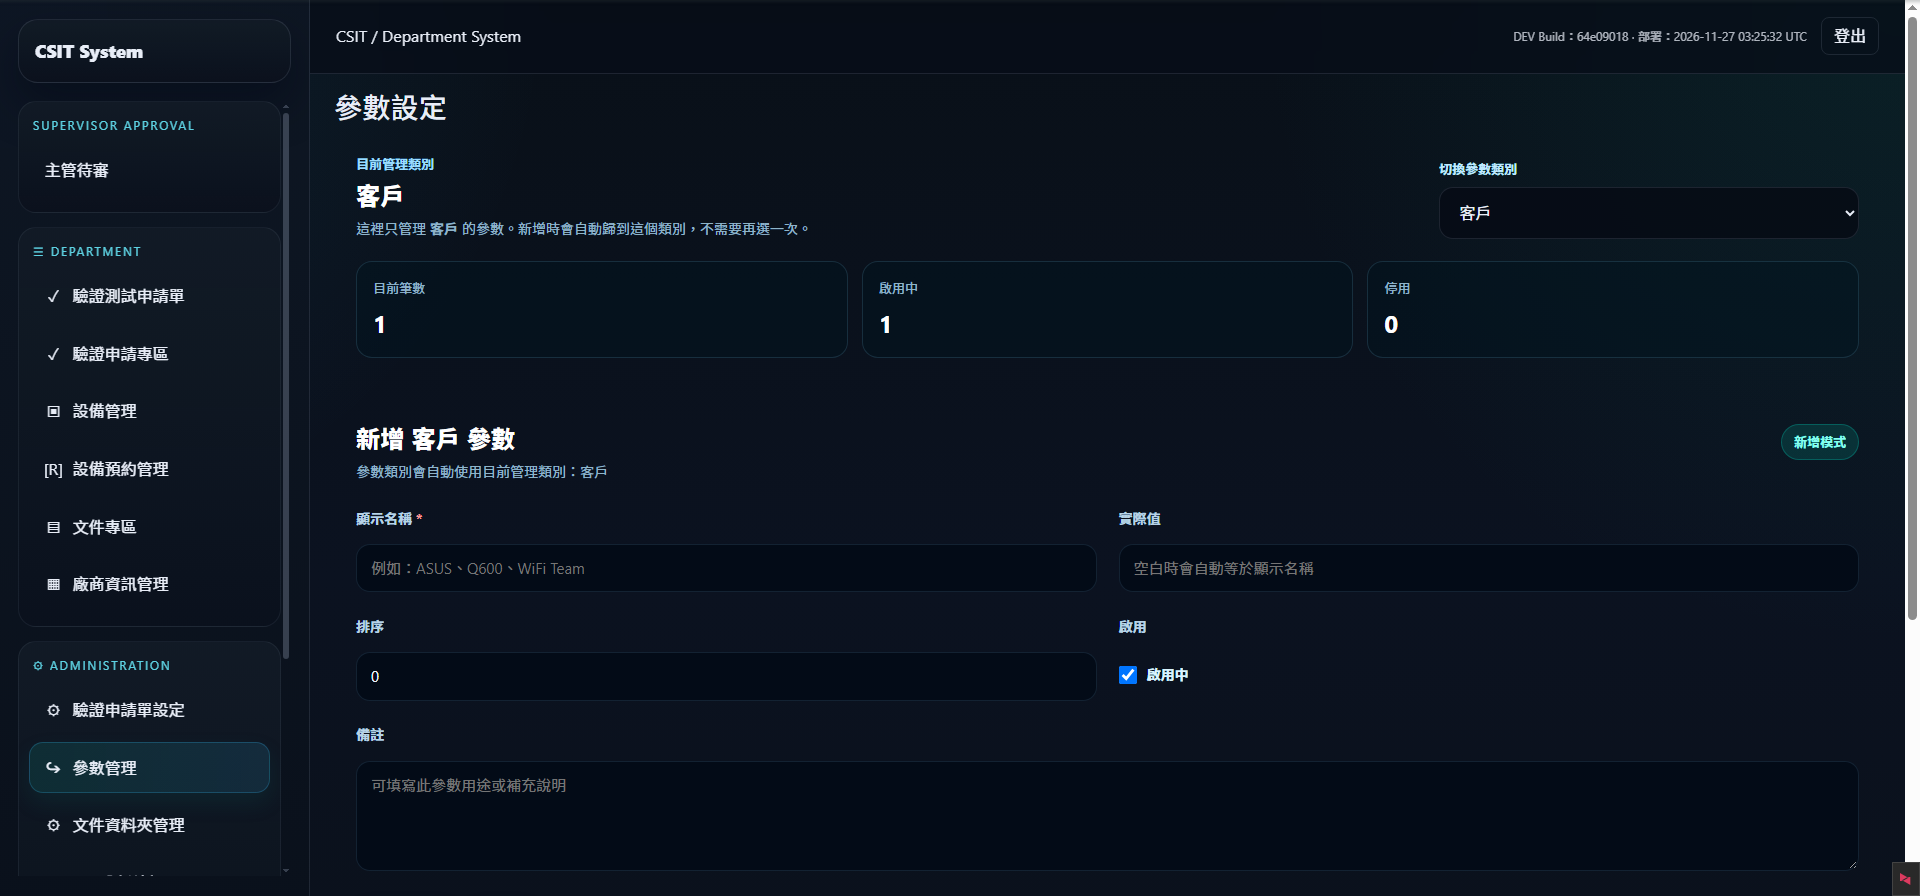 CSIT System
SUPERVISOR APPROVAL
主管待審
☰ DEPARTMENT
✓ 驗證測試申請單
✓ 驗證申請專區
▣ 設備管理
[R] 設備預約管理
▤ 文件專區
▦ 廠商資訊管理
⚙ ADMINISTRATION
⚙ 驗證申請單設定
↪ 參數管理
⚙ 文件資料夾管理
CSIT / Department System
DEV Build：64e09018 · 部署：2026-11-27 03:25:32 UTC
登出
參數設定
目前管理類別
客戶
這裡只管理 客戶 的參數。新增時會自動歸到這個類別，不需要再選一次。
切換參數類別
客戶
目前筆數
1
啟用中
1
停用
0
新增 客戶 參數
參數類別會自動使用目前管理類別：客戶
新增模式
顯示名稱 *
例如：ASUS、Q600、WiFi Team
實際值
空白時會自動等於顯示名稱
排序
0
啟用
啟用中
備註
可填寫此參數用途或補充說明